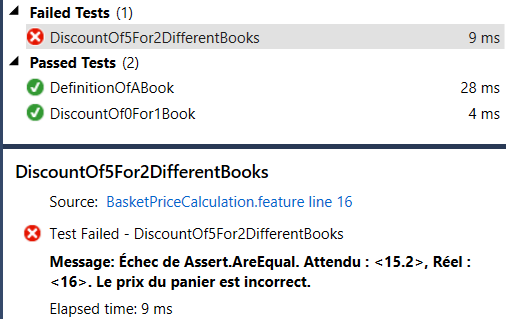 Failed Tests (1)
DiscountOf5For2DifferentBooks 9 ms
Passed Tests (2)
DefinitionOfABook 28 ms
DiscountOf0For1Book 4 ms
DiscountOf5For2DifferentBooks
Source: BasketPriceCalculation.feature line 16
Test Failed - DiscountOf5For2DifferentBooks
Message: Échec de Assert.AreEqual. Attendu : <15.2>, Réel :
<16>. Le prix du panier est incorrect.
Elapsed time: 9 ms